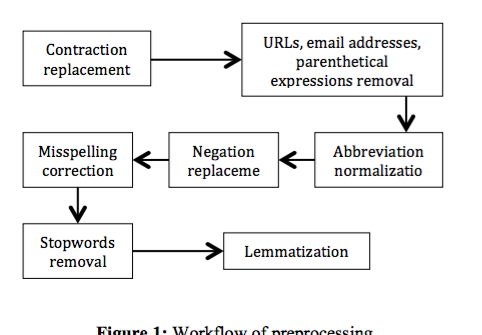 Contraction
replacement
URLs, email addresses,
parenthetical
expressions removal
Abbreviation
normalizatio
Negation
replaceme
Misspelling
correction
Stopwords
removal
Lemmatization
Figure 1: Workflow of preprocessing